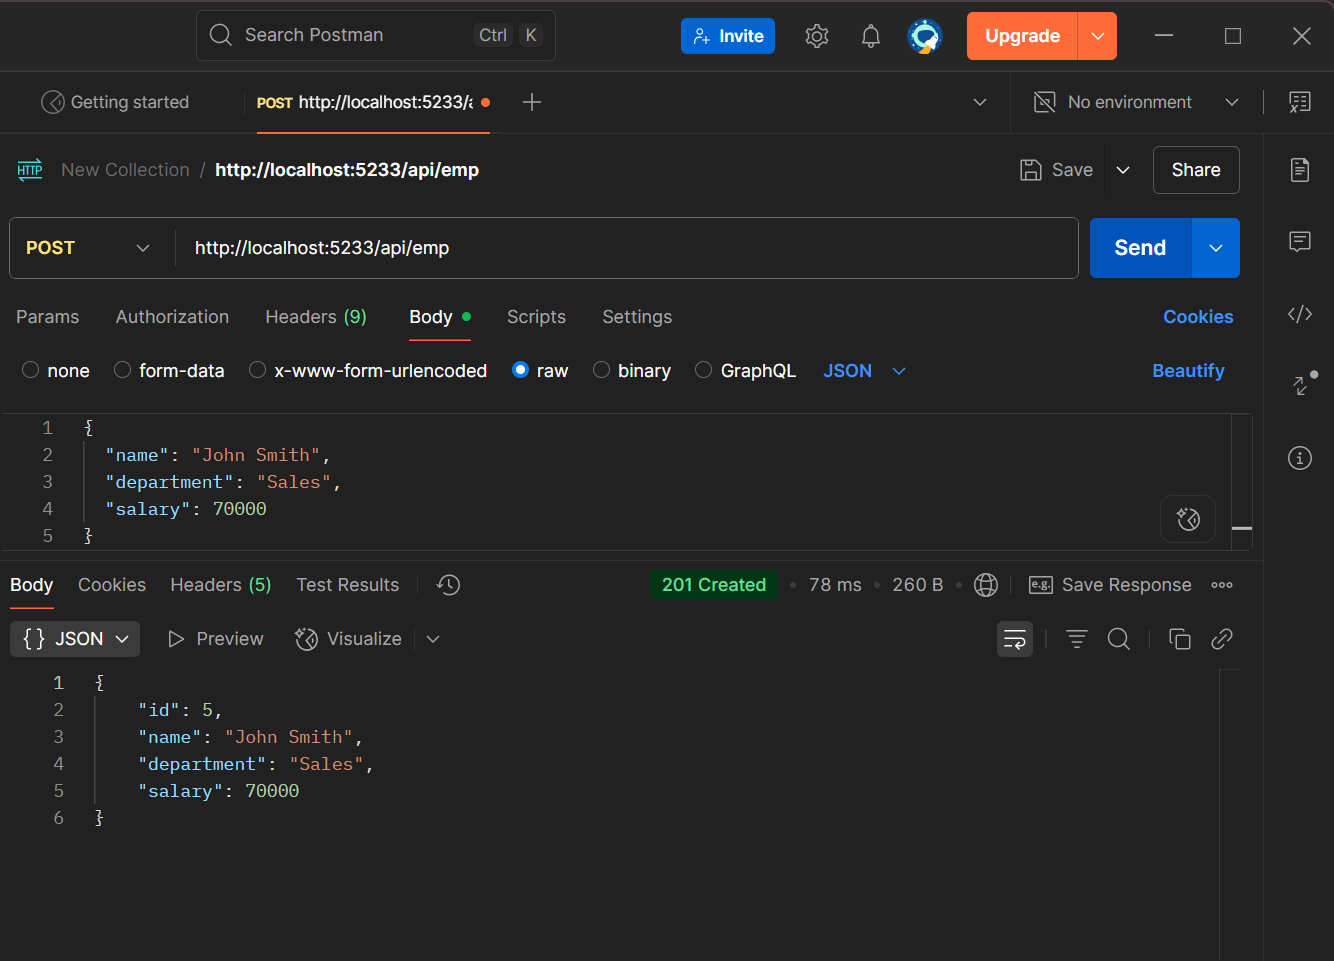 Search Postman Ctrl K Invite Upgrade
Getting started POST http://localhost:5233/a No environment
HTTP New Collection / http://localhost:5233/api/emp Save Share
POST http://localhost:5233/api/emp Send
Params Authorization Headers (9) Body Scripts Settings Cookies
none form-data x-www-form-urlencoded raw binary GraphQL JSON Beautify
1 {
2 "name": "John Smith",
3 "department": "Sales",
4 "salary": 70000
5 }
Body Cookies Headers (5) Test Results 201 Created • 78 ms • 260 B • e.g. Save Response
{} JSON Preview Visualize
1 {
2 "id": 5,
3 "name": "John Smith",
4 "department": "Sales",
5 "salary": 70000
6 }